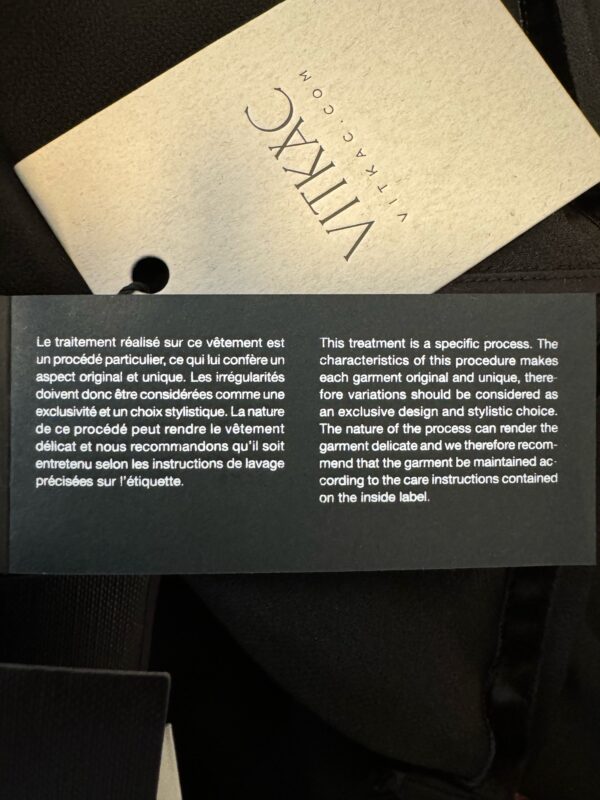 VITKAC
VITKAC.COM
Le traitement réalisé sur ce vêtement est
un procédé particulier, ce qui lui confère un
aspect original et unique. Les irrégularités
doivent donc être considérées comme une
exclusivité et un choix stylistique. La nature
de ce procédé peut rendre le vêtement
délicat et nous recommandons qu'il soit
entretenu selon les instructions de lavage
précisées sur l'étiquette.
This treatment is a specific process. The
characteristics of this procedure makes
each garment original and unique, there-
fore variations should be considered as
an exclusive design and stylistic choice.
The nature of the process can render the
garment delicate and we therefore recom-
mend that the garment be maintained ac-
cording to the care instructions contained
on the inside label.